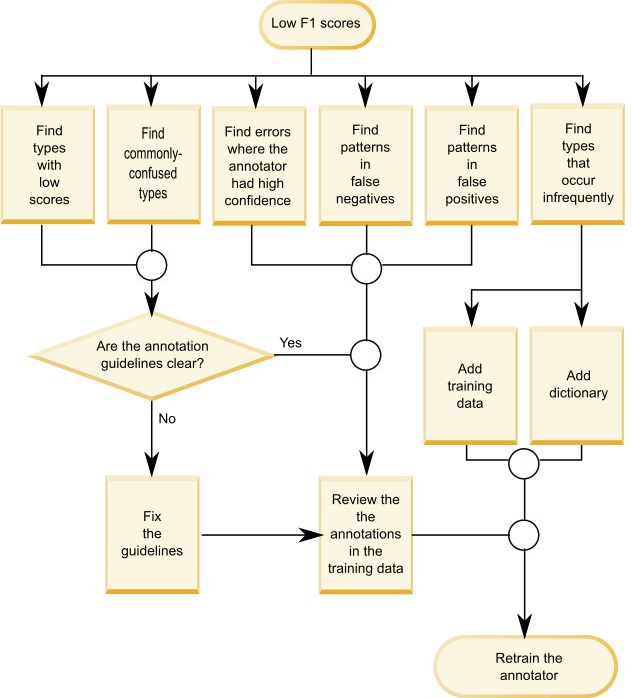 Low F1 scores
Find
types
with
low
scores
Find
commonly-
confused
types
Find errors
where the
annotator
had high
confidence
Find
patterns
in
false
negatives
Find
patterns
in
false
positives
Find
types
that
occur
infrequently
Are the annotation
guidelines clear?
Yes
No
Add
training
data
Add
dictionary
Fix
the
guidelines
Review the
the
annotations
in the
training data
Retrain the
annotator